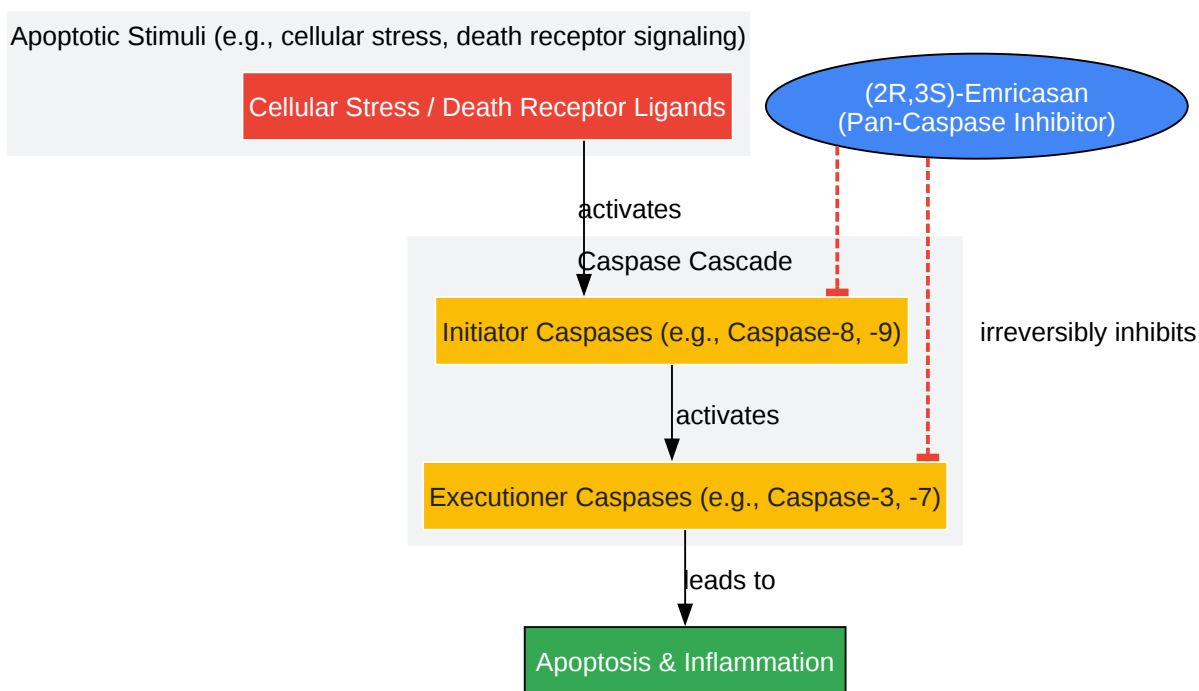 Apoptotic Stimuli (e.g., cellular stress, death receptor signaling)
Cellular Stress / Death Receptor Ligands
(2R,3S)-Emricasan
(Pan-Caspase Inhibitor)
activates
Caspase Cascade
Initiator Caspases (e.g., Caspase-8, -9)
irreversibly inhibits
activates
Executioner Caspases (e.g., Caspase-3, -7)
leads to
Apoptosis & Inflammation